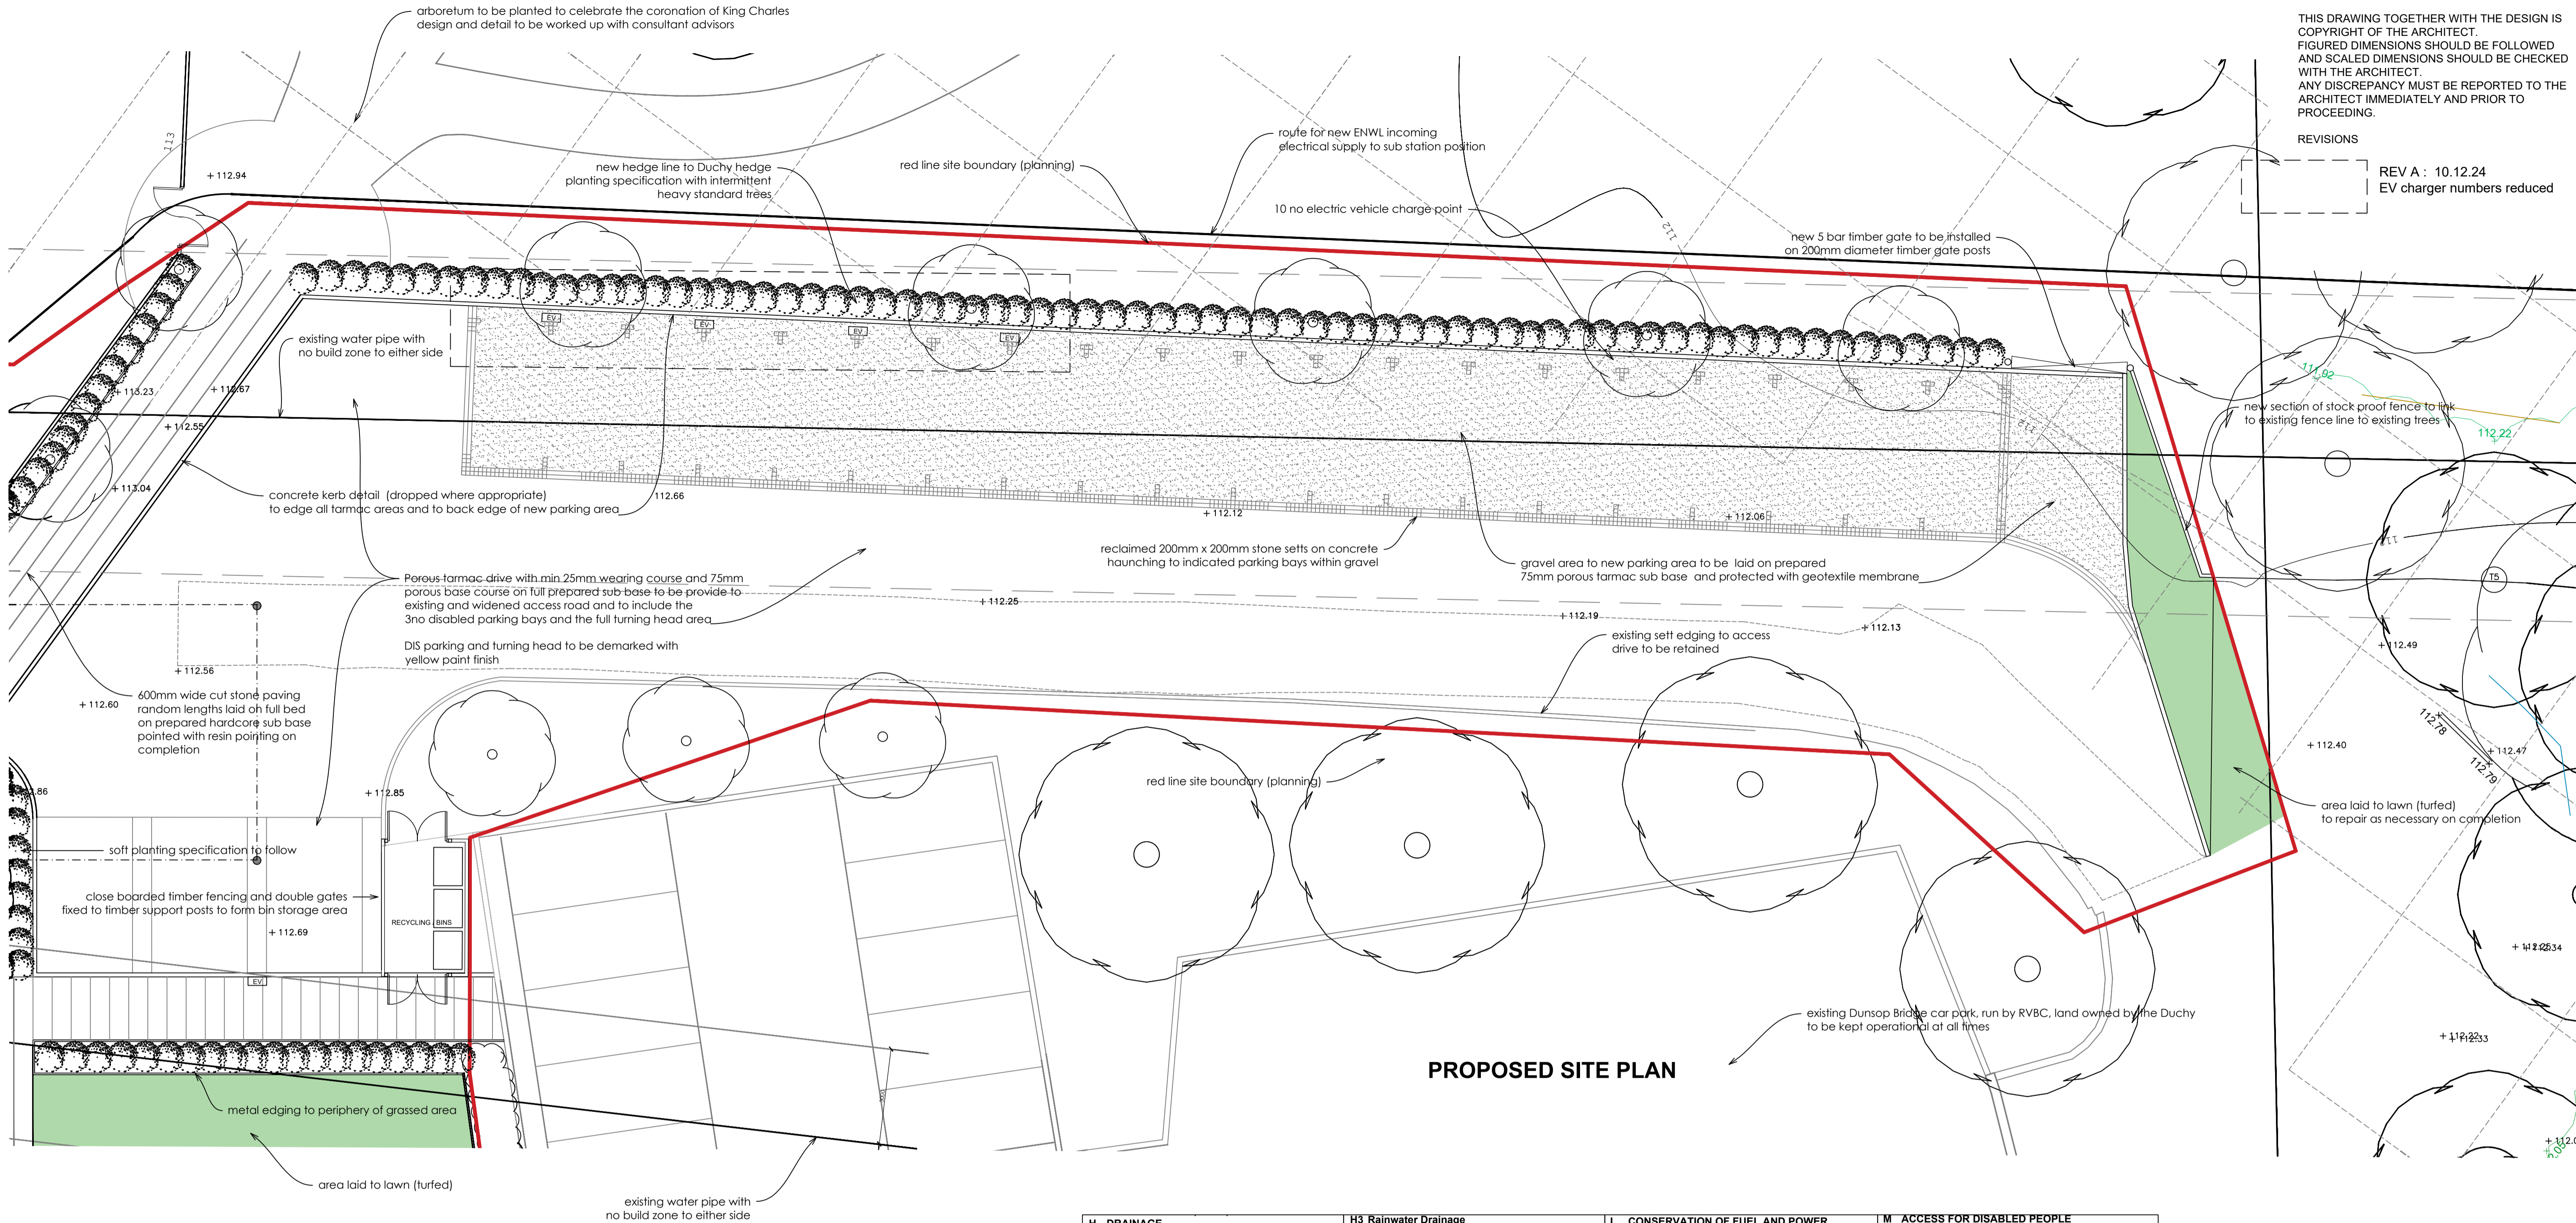 arboretum to be planted to celebrate the coronation of King Charles
design and detail to be worked up with consultant advisors
THIS DRAWING TOGETHER WITH THE DESIGN IS
COPYRIGHT OF THE ARCHITECT.
FIGURED DIMENSIONS SHOULD BE FOLLOWED
AND SCALED DIMENSIONS SHOULD BE CHECKED
WITH THE ARCHITECT.
ANY DISCREPANCY MUST BE REPORTED TO THE
ARCHITECT IMMEDIATELY AND PRIOR TO
PROCEEDING.
REVISIONS
REV A : 10.12.24
EV charger numbers reduced
113
+112.94
new hedge line to Duchy hedge
planting specification with intermittent
heavy standard trees
red line site boundary (planning)
route for new ENWL incoming
electrical supply to sub station position
10 no electric vehicle charge point
112
new 5 bar timber gate to be installed
on 200mm diameter timber gate posts
EV
EV
EV
EV
existing water pipe with
no build zone to either side
+113.23
+112.67
+112.55
+113.04
111.92
new section of stock proof fence to link
to existing fence line to existing trees
112.22
112
concrete kerb detail (dropped where appropriate)
to edge all tarmac areas and to back edge of new parking area
112.66
+112.12
+112.06
reclaimed 200mm x 200mm stone setts on concrete
haunching to indicated parking bays within gravel
gravel area to new parking area to be laid on prepared
75mm porous tarmac sub base and protected with geotextile membrane
T5
Porous tarmac drive with min 25mm wearing course and 75mm
porous base course on full prepared sub base to be provide to
existing and widened access road and to include the
3no disabled parking bays and the full turning head area
DIS parking and turning head to be demarked with
yellow paint finish
+112.25
+112.19
+112.13
existing sett edging to access
drive to be retained
+112.49
+112.56
+112.60
600mm wide cut stone paving
random lengths laid on full bed
on prepared hardcore sub base
pointed with resin pointing on
completion
112.78
112.79
+112.47
+112.40
red line site boundary (planning)
+112.85
area laid to lawn (turfed)
to repair as necessary on completion
soft planting specification to follow
close boarded timber fencing and double gates
fixed to timber support posts to form bin storage area
RECYCLING BINS
+112.69
EV
existing Dunsop Bridge car park, run by RVBC, land owned by the Duchy
to be kept operational at all times
PROPOSED SITE PLAN
metal edging to periphery of grassed area
area laid to lawn (turfed)
existing water pipe with
no build zone to either side
H DRAINAGE
H3 Rainwater Drainage
L CONSERVATION OF FUEL AND POWER
M ACCESS FOR DISABLED PEOPLE